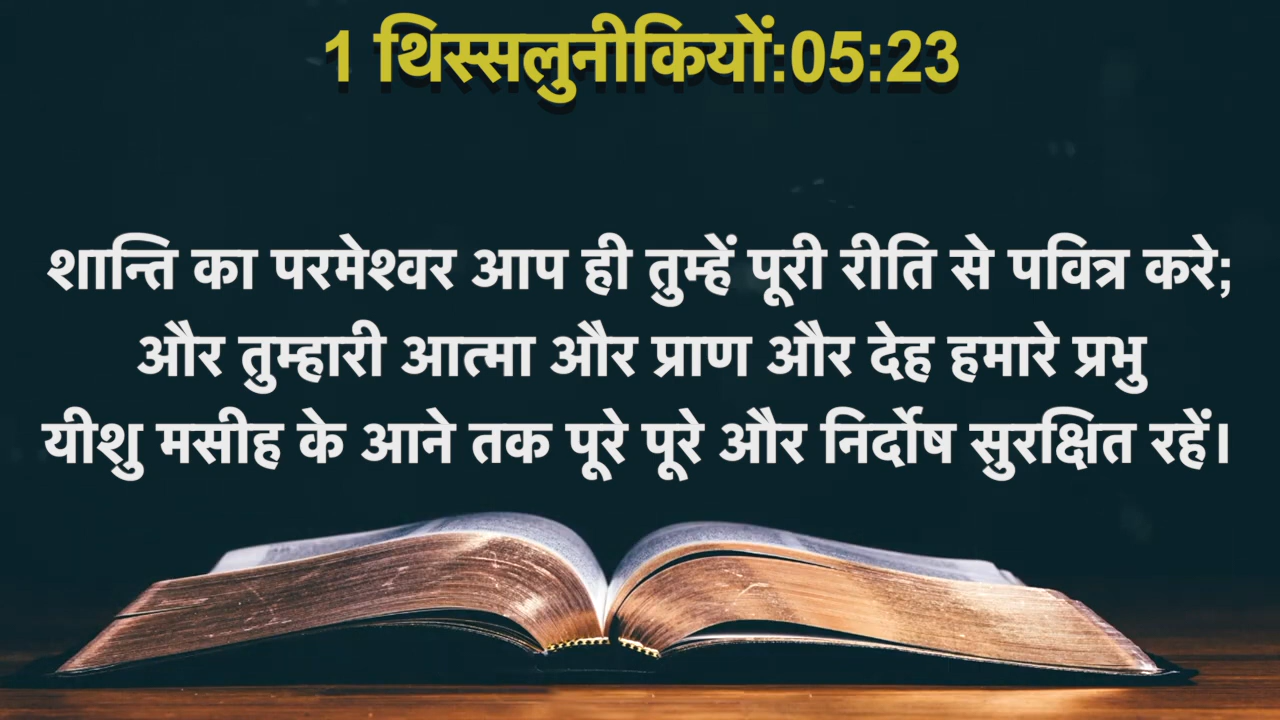 1 थिस्सलुनीकियों:05:23
शान्ति का परमेश्वर आप ही तुम्हें पूरी रीति से पवित्र करे;
और तुम्हारी आत्मा और प्राण और देह हमारे प्रभु
यीशु मसीह के आने तक पूरे पूरे और निर्दोष सुरक्षित रहें।